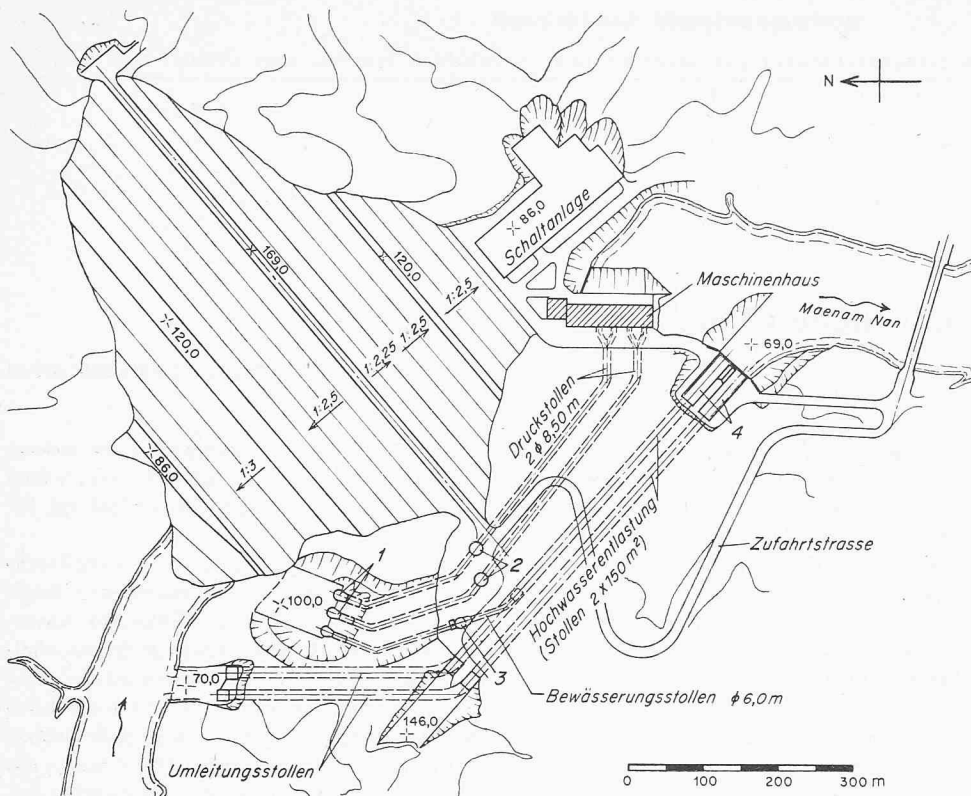 N
86,0
Schaltanlage
169,0
120,0
1:2,5
Maschinenhaus
Maenam Nan
120,0
1:2,5
1:2,25
69,0
1:2,5
Druckstollen
2 ϕ 8,50 m
4
86,0
1:3
Hochwasserentlastung
(Stollen 2 x 150 m²)
Zufahrtstrasse
1
2
100,0
3
70,0
Bewässerungsstollen ϕ 6,0 m
146,0
Umleitungsstollen
0 100 200 300 m